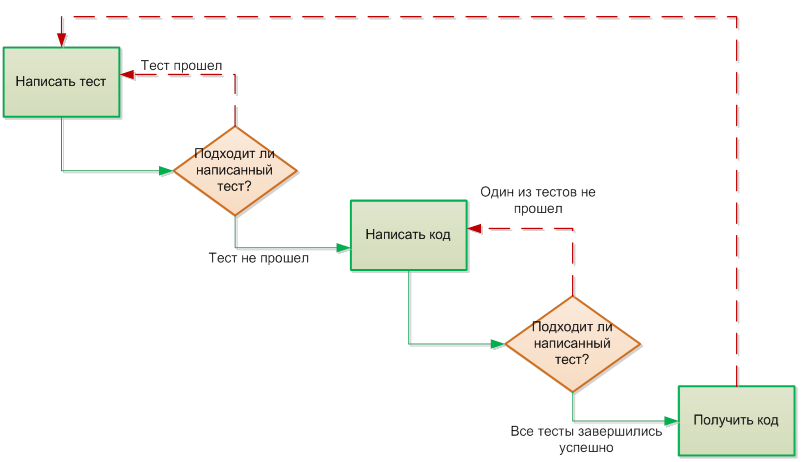 Тест прошел
Написать тест
Подходит ли
написанный
тест?
Тест не прошел
Один из тестов не
прошел
Написать код
Подходит ли
написанный
тест?
Все тесты завершились
успешно
Получить код